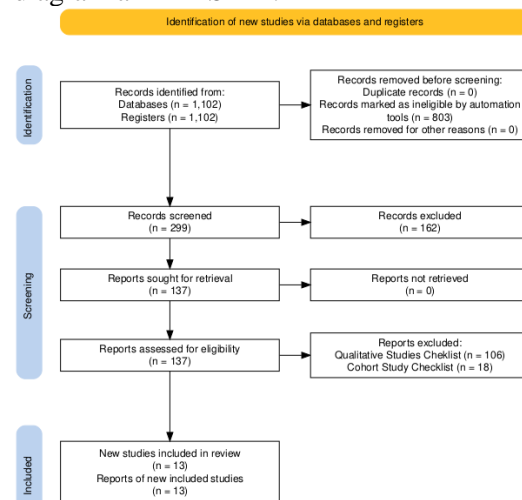 Identification of new studies via databases and registers
Identification
Records identified from:
Databases (n = 1,102)
Registers (n = 1,102)
Records removed before screening:
Duplicate records (n = 0)
Records marked as ineligible by automation
tools (n = 803)
Records removed for other reasons (n = 0)
Screening
Records screened
(n = 299)
Records excluded
(n = 162)
Reports sought for retrieval
(n = 137)
Reports not retrieved
(n = 0)
Reports assessed for eligibility
(n = 137)
Reports excluded:
Qualitative Studies Cheklist (n = 106)
Cohort Study Checklist (n = 18)
Included
New studies included in review
(n = 13)
Reports of new included studies
(n = 13)